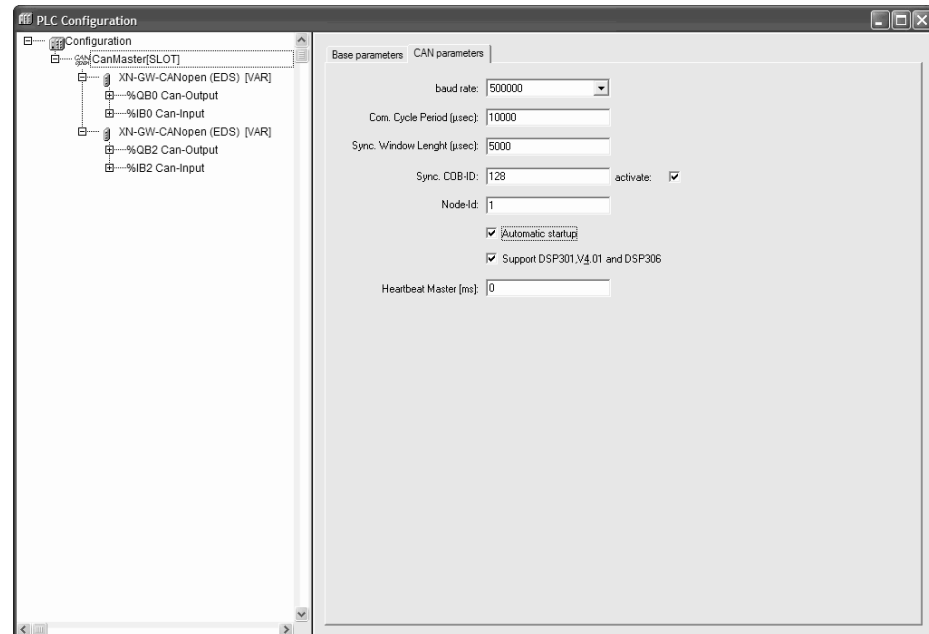 PLC Configuration
Configuration
CanMaster[SLOT]
XN-GW-CANopen (EDS) [VAR]
%QB0 Can-Output
%IB0 Can-Input
XN-GW-CANopen (EDS) [VAR]
%QB2 Can-Output
%IB2 Can-Input
Base parameters CAN parameters
baud rate: 500000
Com. Cycle Period (µsec): 10000
Sync. Window Lenght (µsec): 5000
Sync. COB-ID: 128 activate:
Node-Id: 1
Automatic startup
Support DSP301,V4.01 and DSP306
Heartbeat Master [ms]: 0